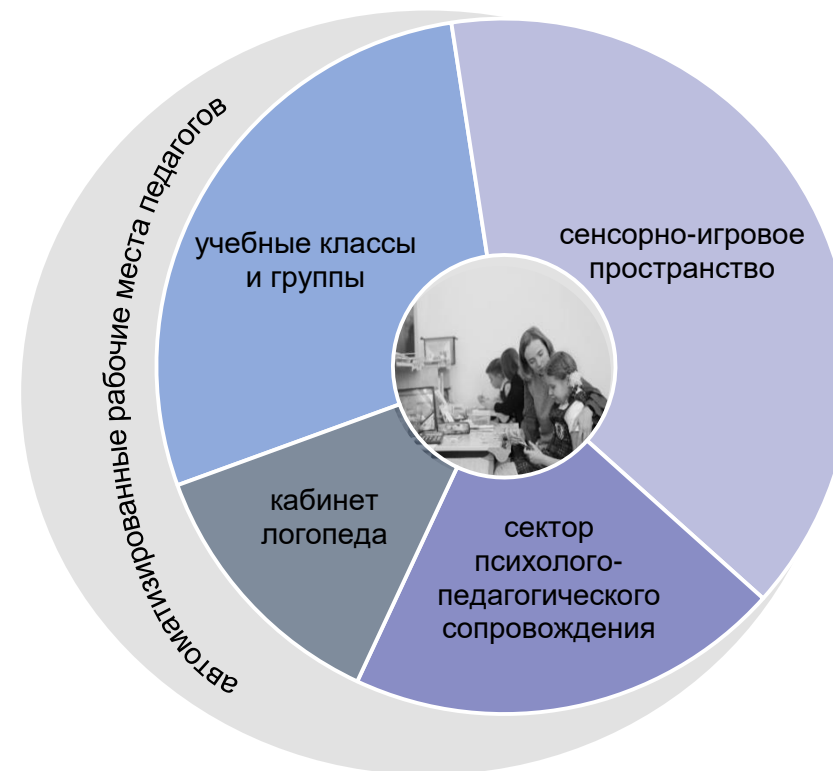 автоматизированные рабочие места педагогов
учебные классы
и группы
сенсорно-игровое
пространство
кабинет
логопеда
сектор
психолого-
педагогического
сопровождения